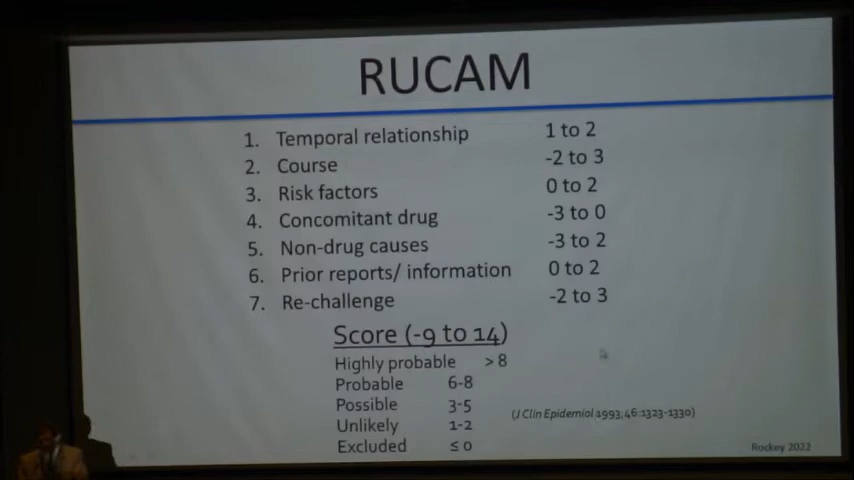 RUCAM
1. Temporal relationship 1 to 2
2. Course -2 to 3
3. Risk factors 0 to 2
4. Concomitant drug -3 to 0
5. Non-drug causes -3 to 2
6. Prior reports/ information 0 to 2
7. Re-challenge -2 to 3
Score (-9 to 14)
Highly probable > 8
Probable 6-8
Possible 3-5
Unlikely 1-2
Excluded ≤ 0
(J Clin Epidemiol 1993;46:1323-1330)
Rockey 2022